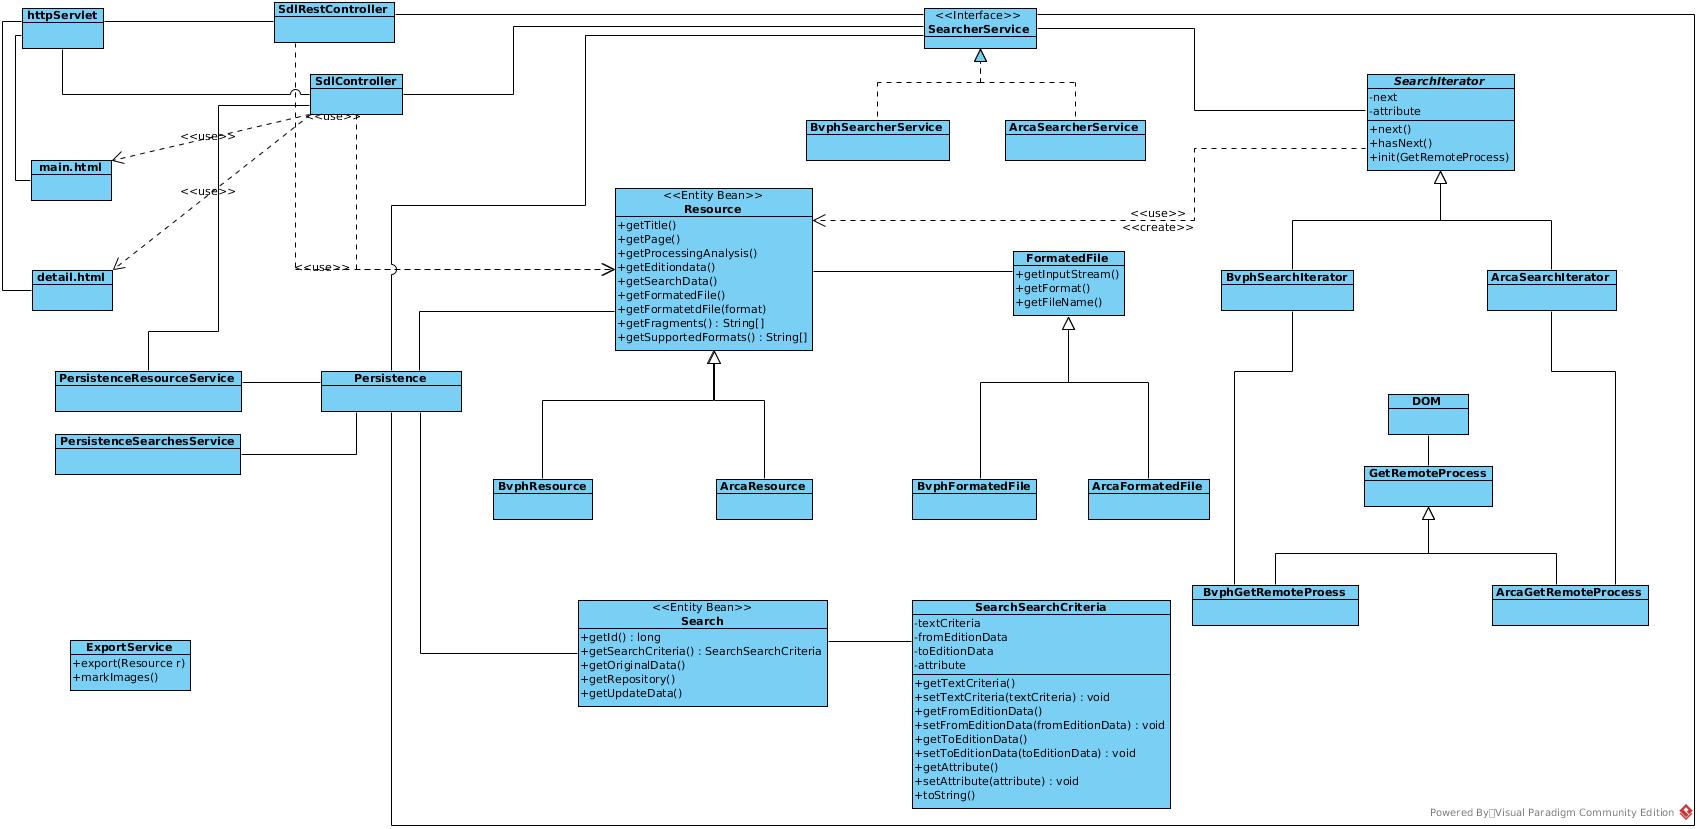 httpServlet
SdlRestController
<<Interface>>
SearcherService
SdlController
<<use>>
<<use>>
<<use>>
<<use>>
main.html
detail.html
BvphSearcherService
ArcaSearcherService
SearchIterator
-next
-attribute
+next()
+hasNext()
+init(GetRemoteProcess)
<<Entity Bean>>
Resource
+getTitle()
+getPage()
+getProcessingAnalysis()
+getEditiondata()
+getSearchData()
+getFormatedFile()
+getFormatetdFile(format)
+getFragments() : String[]
+getSupportedFormats() : String[]
<<use>>
<<create>>
FormatedFile
+getInputStream()
+getFormat()
+getFileName()
BvphSearchIterator
ArcaSearchIterator
PersistenceResourceService
Persistence
PersistenceSearchesService
DOM
GetRemoteProcess
BvphResource
ArcaResource
BvphFormatedFile
ArcaFormatedFile
BvphGetRemoteProess
ArcaGetRemoteProcess
<<Entity Bean>>
Search
+getId() : long
+getSearchCriteria() : SearchSearchCriteria
+getOriginalData()
+getRepository()
+getUpdateData()
SearchSearchCriteria
-textCriteria
-fromEditionData
-toEditionData
-attribute
+getTextCriteria()
+setTextCriteria(textCriteria) : void
+getFromEditionData()
+setFromEditionData(fromEditionData) : void
+getToEditionData()
+setToEditionData(toEditionData) : void
+getAttribute()
+setAttribute(attribute) : void
+toString()
ExportService
+export(Resource r)
+markImages()
Powered By Visual Paradigm Community Edition